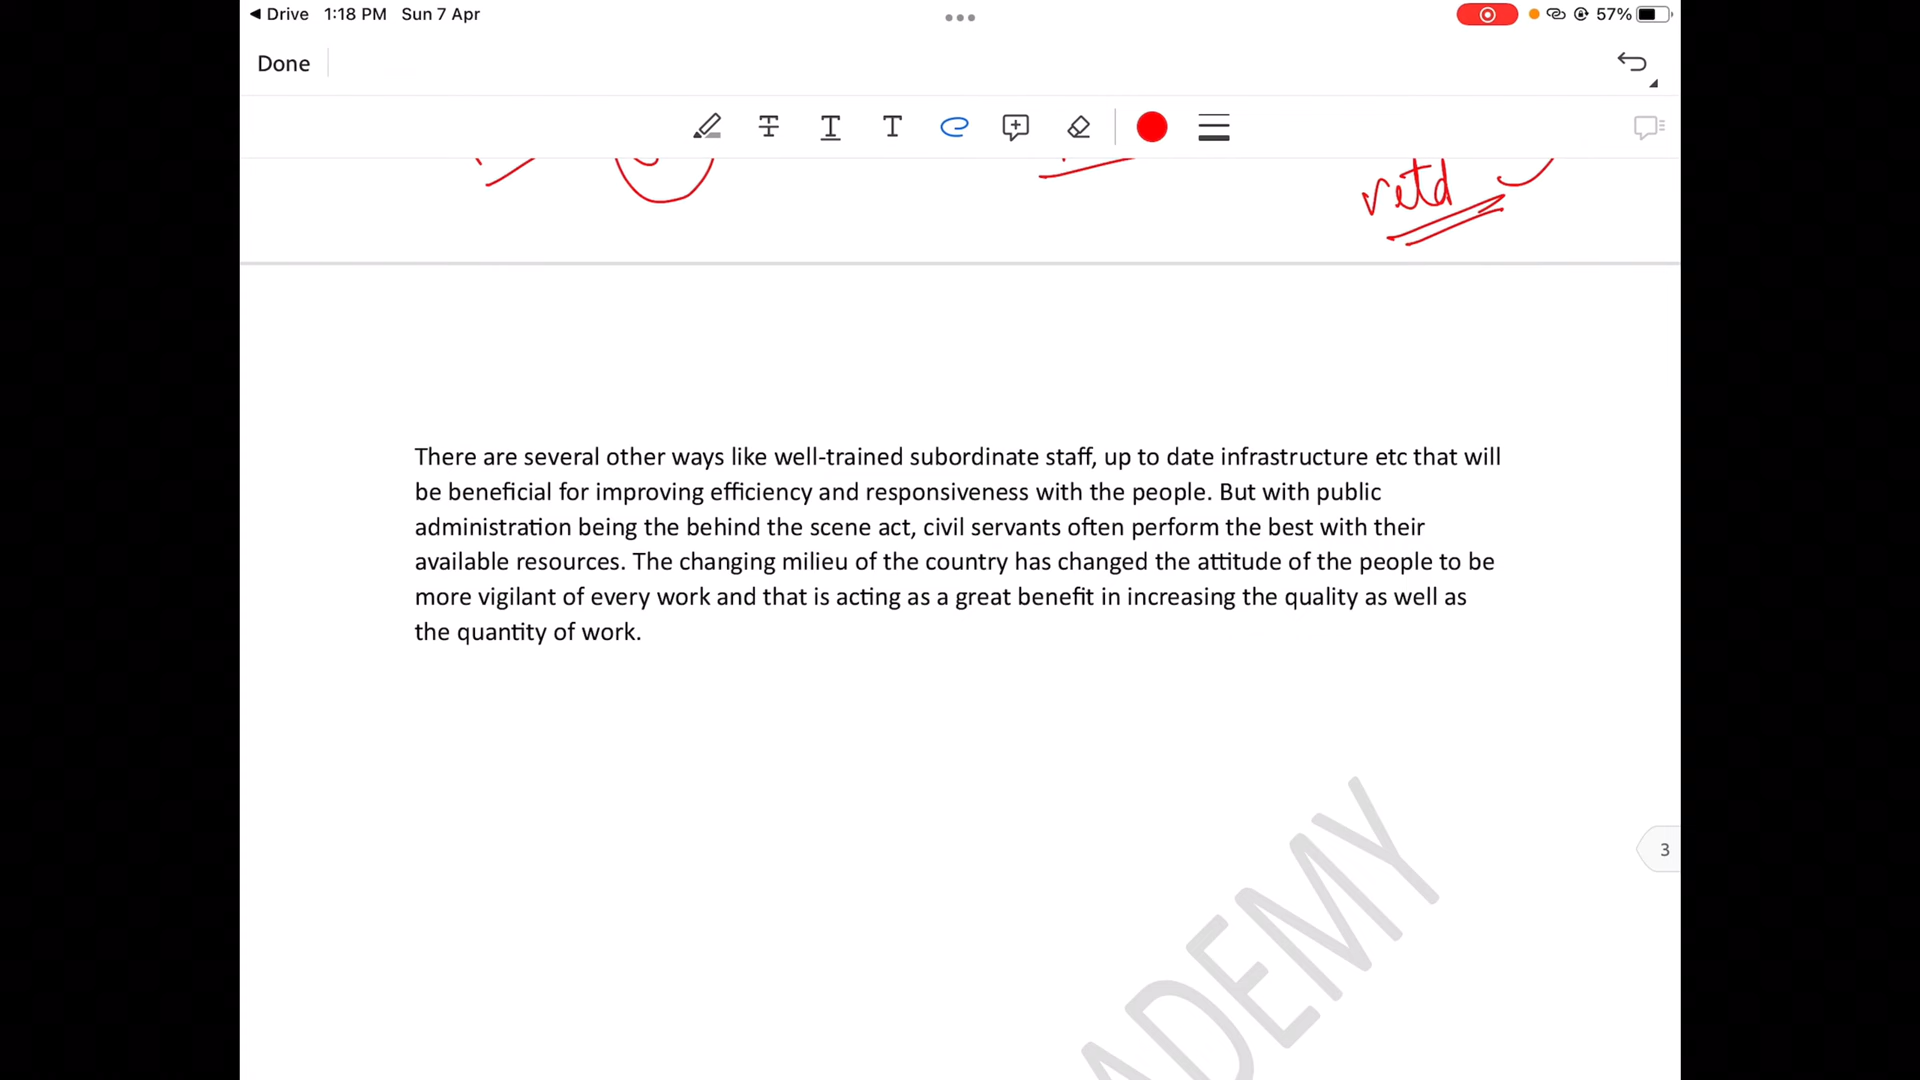 Drive 1:18 PM Sun 7 Apr 57%
Done
T T T
retd
There are several other ways like well-trained subordinate staff, up to date infrastructure etc that will
be beneficial for improving efficiency and responsiveness with the people. But with public
administration being the behind the scene act, civil servants often perform the best with their
available resources. The changing milieu of the country has changed the attitude of the people to be
more vigilant of every work and that is acting as a great benefit in increasing the quality as well as
the quantity of work.
3
ADEMY